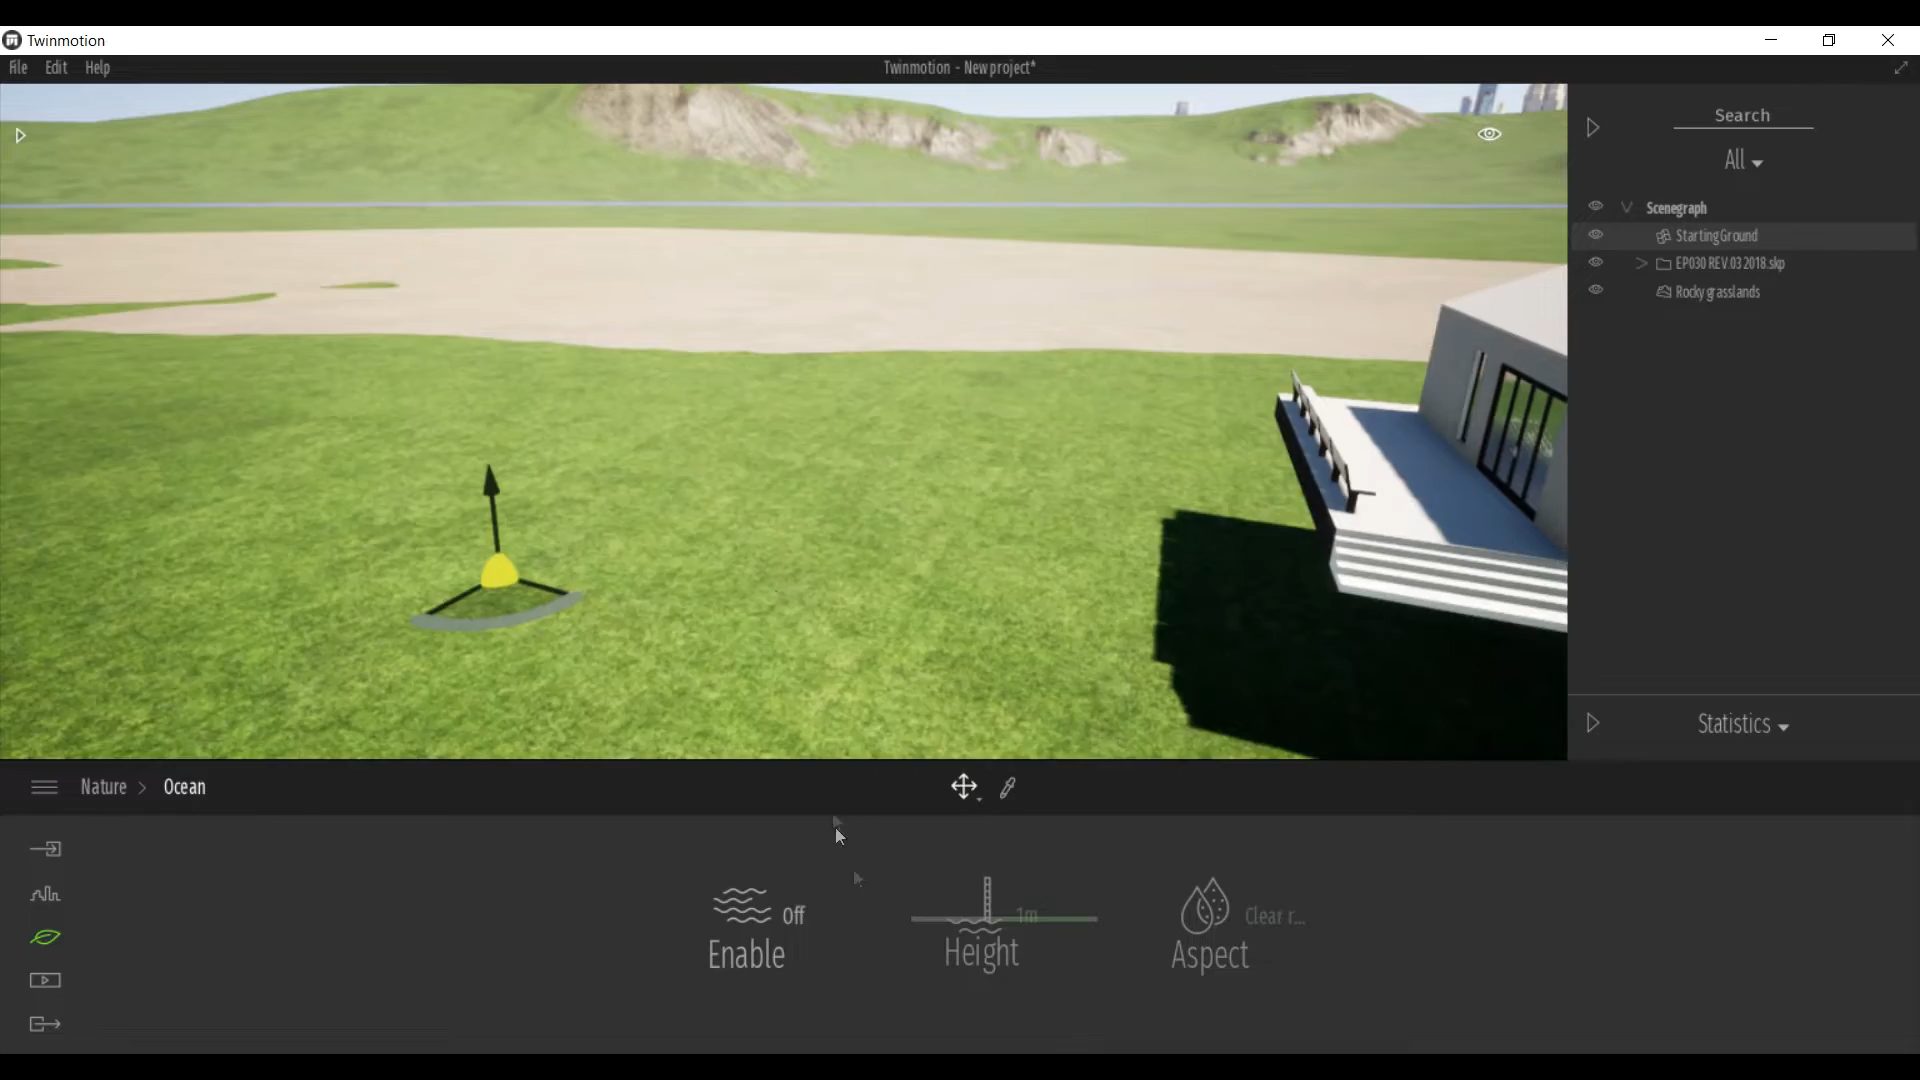 Twinmotion
File Edit Help
Twinmotion - New project*
Search
All
Scenegraph
StartingGround
EP030 REV.03 2018.skp
Rocky grasslands
Statistics
Nature > Ocean
Off
Enable
1m
Height
Clear r...
Aspect